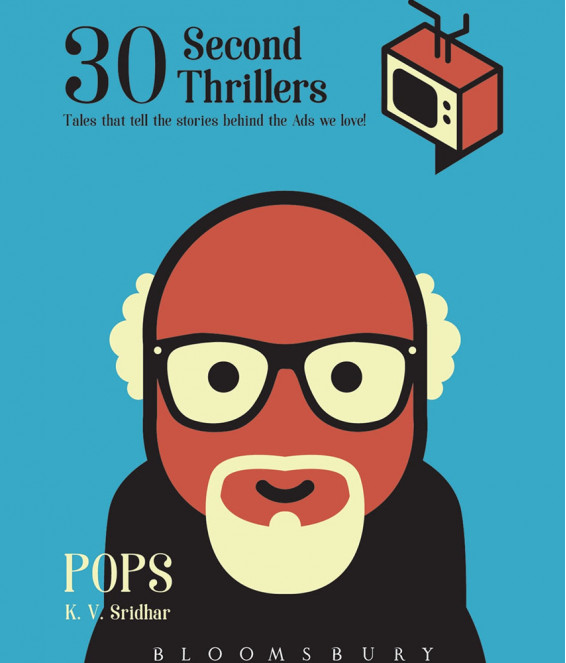 30 Second
Thrillers
Tales that tell the stories behind the Ads we love!
POPS
K. V. Sridhar
BLOOMSBURY